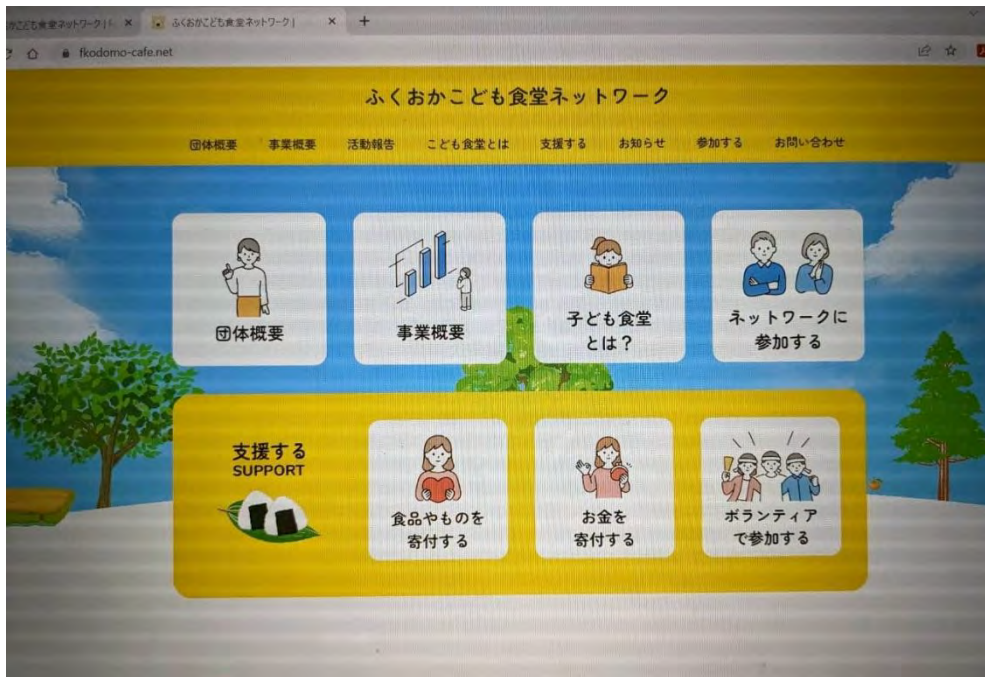 ふくおかこども食堂ネットワーク |
fkodomo-cafe.net
ふくおかこども食堂ネットワーク
団体概要 事業概要 活動報告 こども食堂とは 支援する お知らせ 参加する お問い合わせ
団体概要
事業概要
子ども食堂
とは？
ネットワークに
参加する
支援する
SUPPORT
食品やものを
寄付する
お金を
寄付する
ボランティア
で参加する